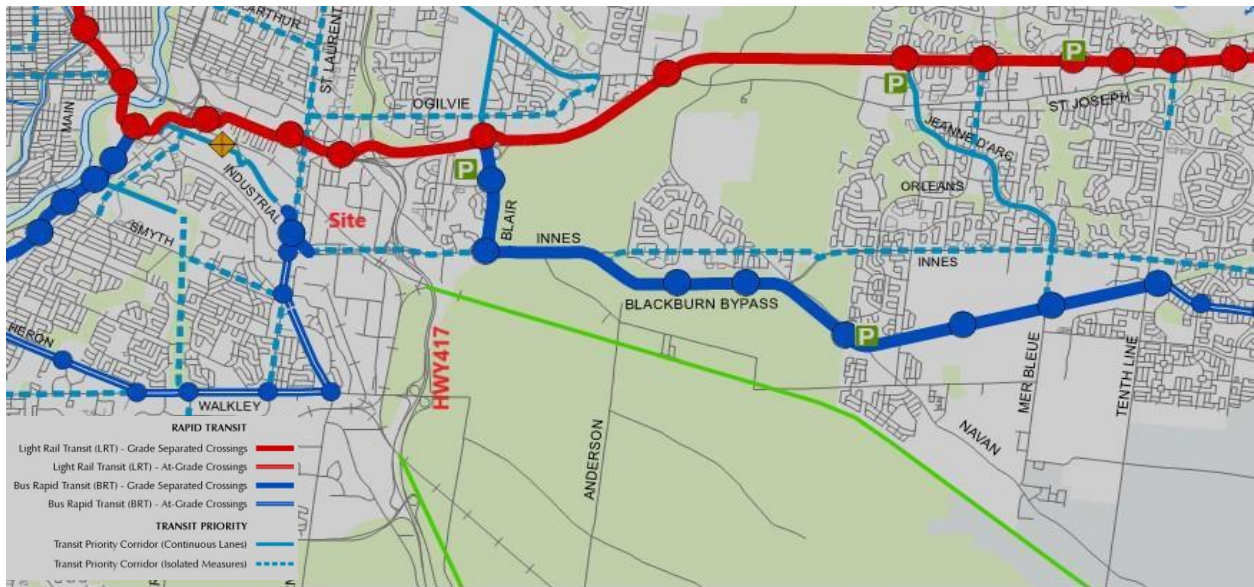 McARTHUR
ST LAURENT
MAIN
OGILVIE
P
P
P
ST JOSEPH
JEANNE D'ARC
INDUSTRIAL
ORLEANS
Site
BLAIR
SMYTH
INNES
INNES
BLACKBURN BYPASS
P
HERON
HWY417
WALKLEY
MER BLEUE
TENTH LINE
NAVAN
ANDERSON
RAPID TRANSIT
Light Rail Transit (LRT) - Grade Separated Crossings
Light Rail Transit (LRT) - At-Grade Crossings
Bus Rapid Transit (BRT) - Grade Separated Crossings
Bus Rapid Transit (BRT) - At-Grade Crossings
TRANSIT PRIORITY
Transit Priority Corridor (Continuous Lanes)
Transit Priority Corridor (Isolated Measures)